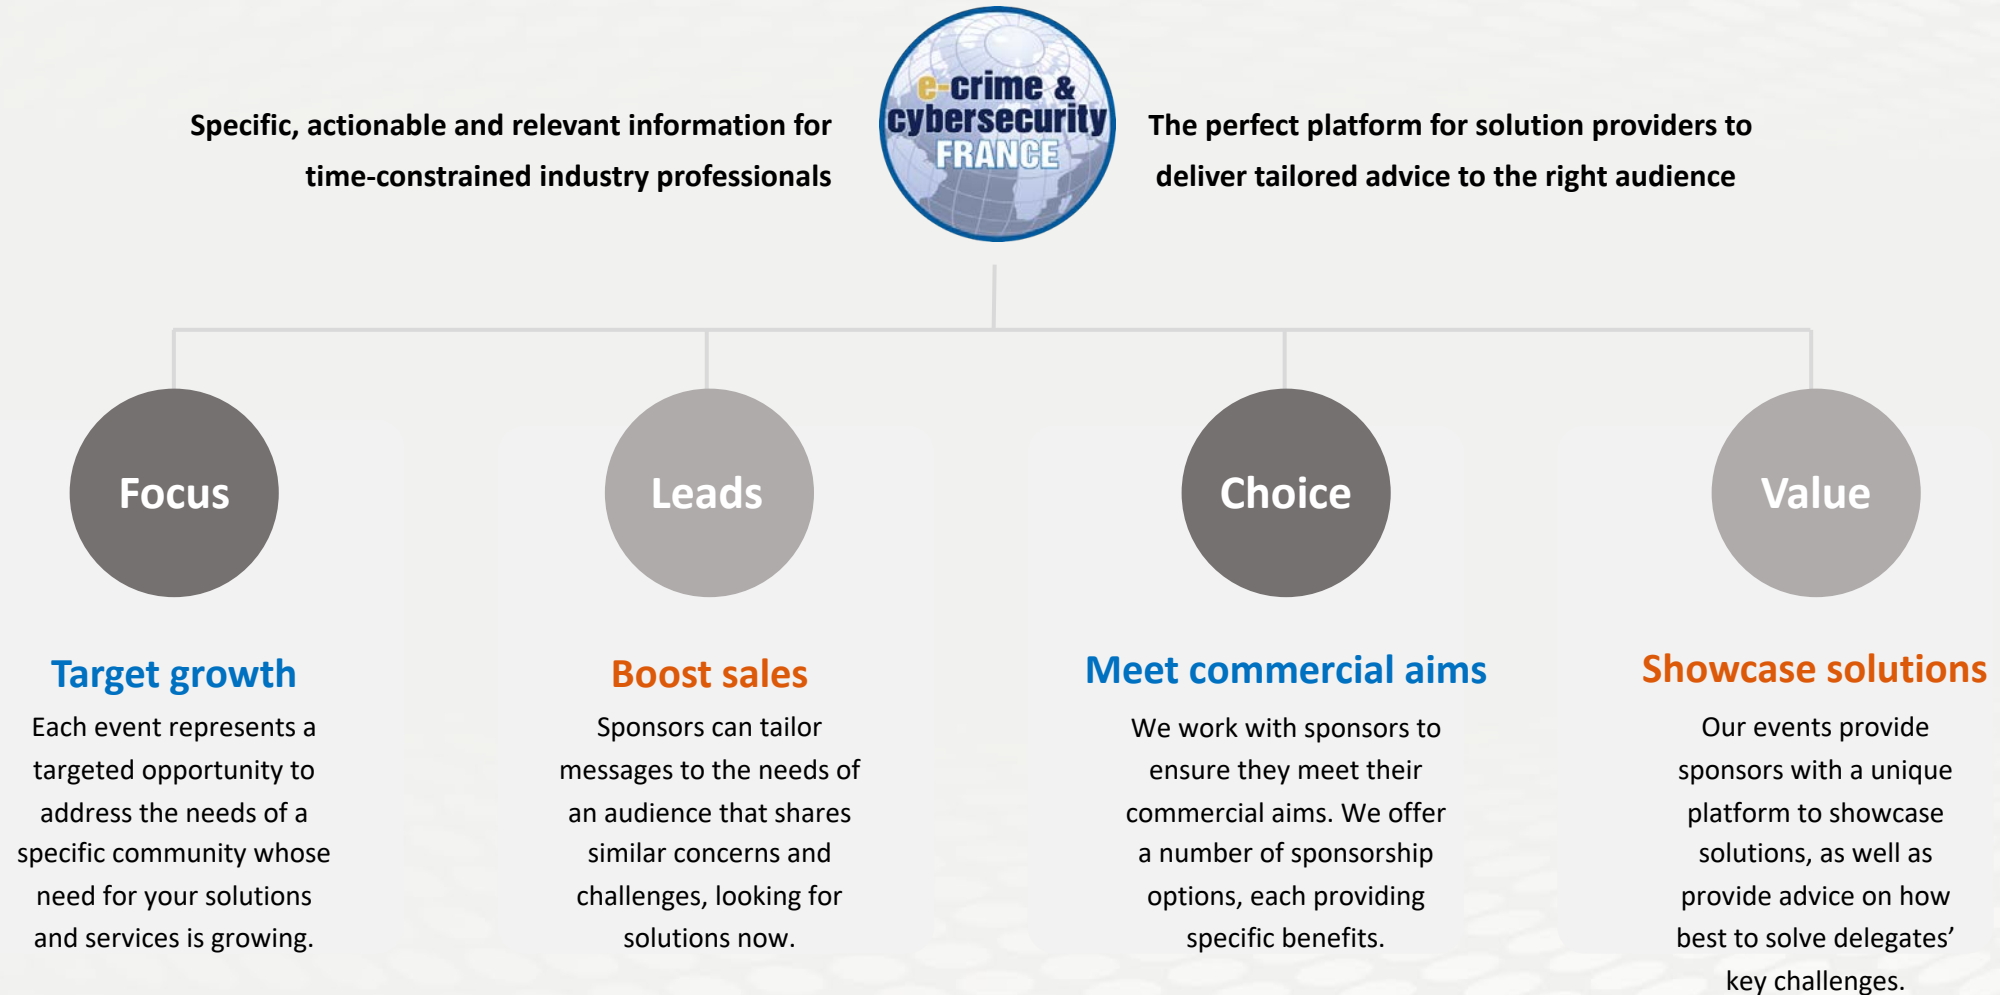 Specific, actionable and relevant information for
time-constrained industry professionals
e-crime &
cybersecurity
FRANCE
The perfect platform for solution providers to
deliver tailored advice to the right audience
Focus
Target growth
Each event represents a
targeted opportunity to
address the needs of a
specific community whose
need for your solutions
and services is growing.
Leads
Boost sales
Sponsors can tailor
messages to the needs of
an audience that shares
similar concerns and
challenges, looking for
solutions now.
Choice
Meet commercial aims
We work with sponsors to
ensure they meet their
commercial aims. We offer
a number of sponsorship
options, each providing
specific benefits.
Value
Showcase solutions
Our events provide
sponsors with a unique
platform to showcase
solutions, as well as
provide advice on how
best to solve delegates’
key challenges.